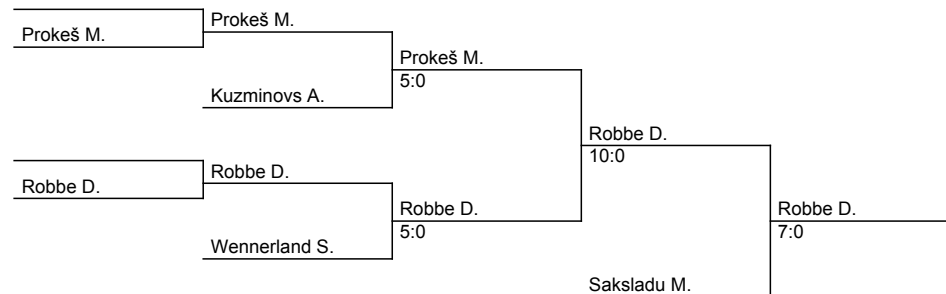 Prokeš M.
Prokeš M.
Prokeš M.
5:0
Kuzminovs A.
Robbe D.
10:0
Robbe D.
Robbe D.
Robbe D.
5:0
Robbe D.
7:0
Wennerland S.
Saksladu M.